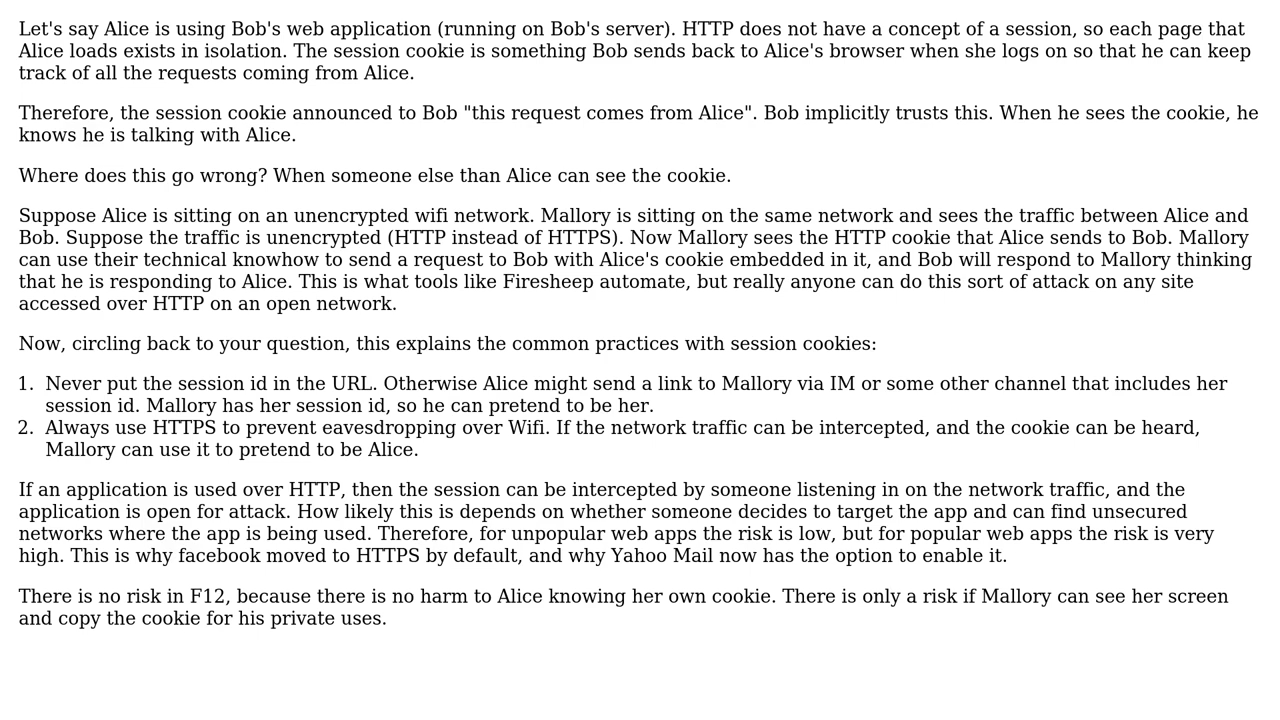 Let's say Alice is using Bob's web application (running on Bob's server). HTTP does not have a concept of a session, so each page that
Alice loads exists in isolation. The session cookie is something Bob sends back to Alice's browser when she logs on so that he can keep
track of all the requests coming from Alice.
Therefore, the session cookie announced to Bob "this request comes from Alice". Bob implicitly trusts this. When he sees the cookie, he
knows he is talking with Alice.
Where does this go wrong? When someone else than Alice can see the cookie.
Suppose Alice is sitting on an unencrypted wifi network. Mallory is sitting on the same network and sees the traffic between Alice and
Bob. Suppose the traffic is unencrypted (HTTP instead of HTTPS). Now Mallory sees the HTTP cookie that Alice sends to Bob. Mallory
can use their technical knowhow to send a request to Bob with Alice's cookie embedded in it, and Bob will respond to Mallory thinking
that he is responding to Alice. This is what tools like Firesheep automate, but really anyone can do this sort of attack on any site
accessed over HTTP on an open network.
Now, circling back to your question, this explains the common practices with session cookies:
1. Never put the session id in the URL. Otherwise Alice might send a link to Mallory via IM or some other channel that includes her
session id. Mallory has her session id, so he can pretend to be her.
2. Always use HTTPS to prevent eavesdropping over Wifi. If the network traffic can be intercepted, and the cookie can be heard,
Mallory can use it to pretend to be Alice.
If an application is used over HTTP, then the session can be intercepted by someone listening in on the network traffic, and the
application is open for attack. How likely this is depends on whether someone decides to target the app and can find unsecured
networks where the app is being used. Therefore, for unpopular web apps the risk is low, but for popular web apps the risk is very
high. This is why facebook moved to HTTPS by default, and why Yahoo Mail now has the option to enable it.
There is no risk in F12, because there is no harm to Alice knowing her own cookie. There is only a risk if Mallory can see her screen
and copy the cookie for his private uses.